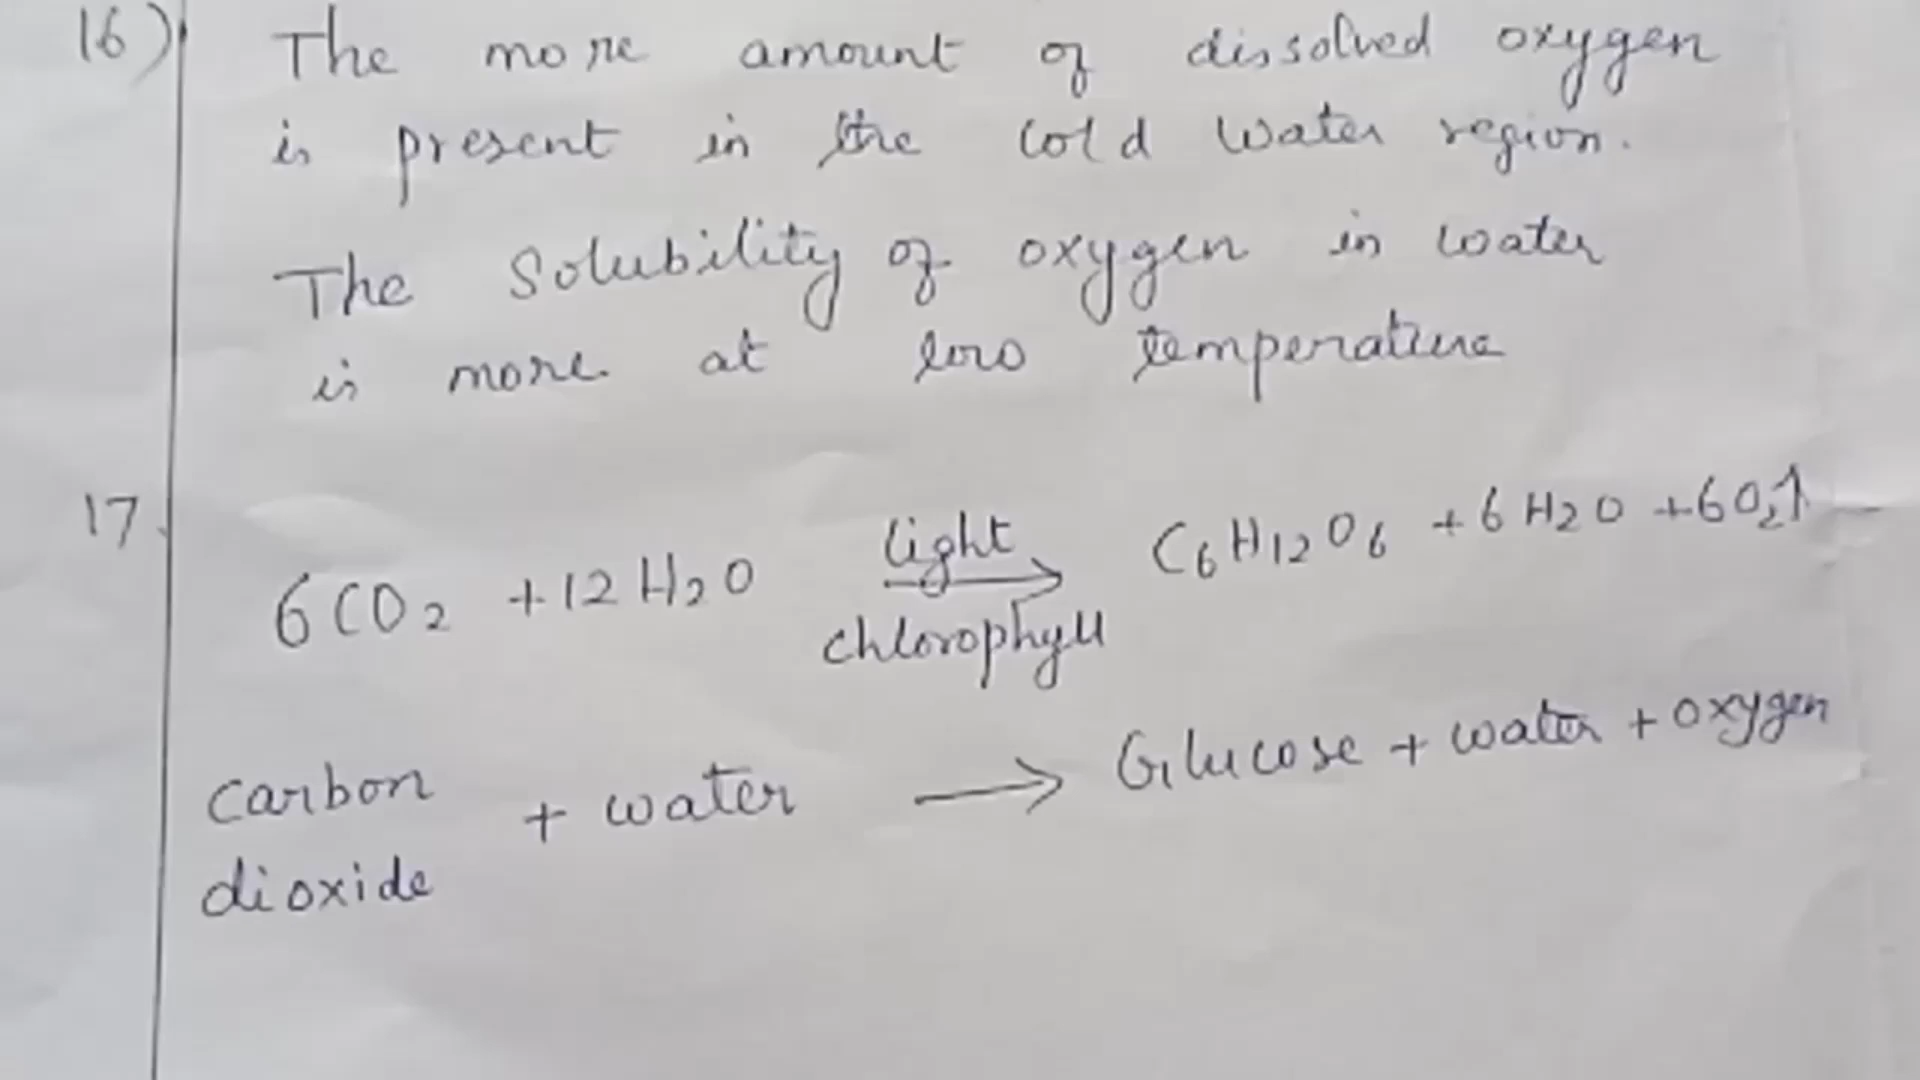 16) The more amount of dissolved oxygen
is present in the cold water region.
The Solubility of oxygen in water
is more at low temperature
17. 6CO2 + 12H2O light → chlorophyll C6H12O6 + 6H2O + 6O2↑
carbon dioxide + water → Glucose + water + oxygen